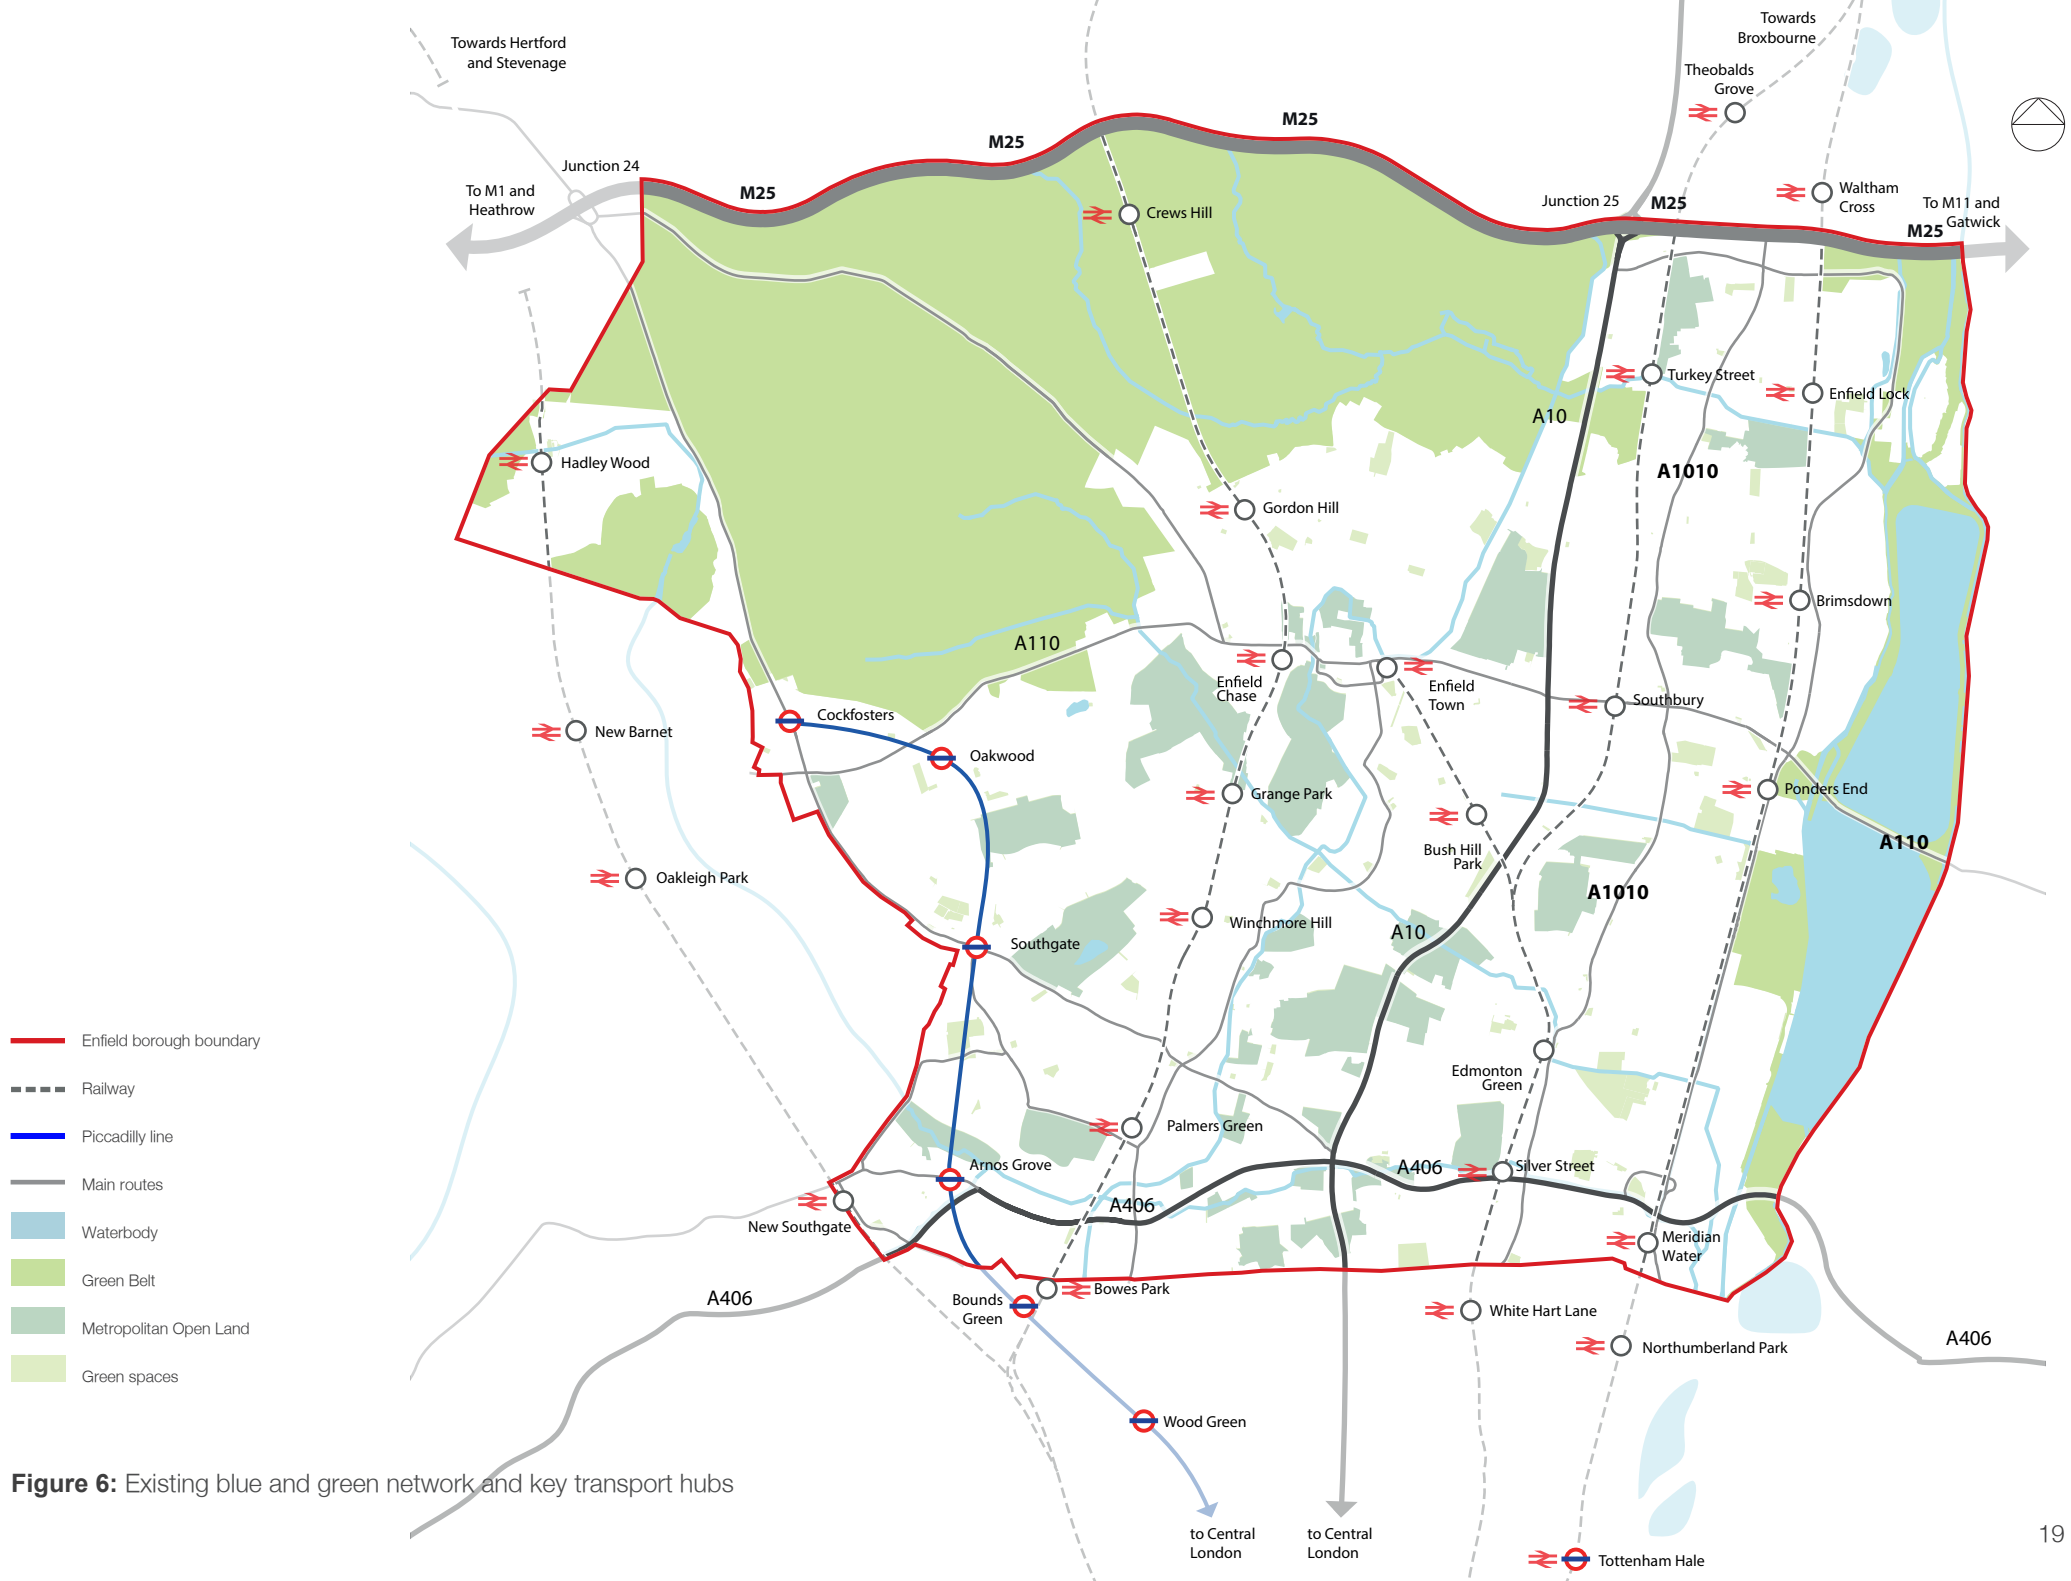 Towards Hertford
and Stevenage
Towards
Broxbourne
Theobalds
Grove
M25
M25
Junction 24
M25
To M1 and
Heathrow
Crews Hill
Junction 25
M25
Waltham
Cross
To M11 and
Gatwick
M25
Turkey Street
Enfield Lock
A10
Hadley Wood
A1010
Gordon Hill
Brimsdown
A110
Enfield
Chase
Enfield
Town
Southbury
Cockfosters
New Barnet
Oakwood
Grange Park
Ponders End
Bush Hill
Park
A110
Oakleigh Park
A1010
Winchmore Hill
A10
Southgate
Edmonton
Green
Palmers Green
Arnos Grove
A406
Silver Street
A406
New Southgate
Meridian
Water
Bowes Park
Bounds
Green
A406
White Hart Lane
Northumberland Park
A406
Wood Green
to Central
London
to Central
London
Tottenham Hale
Enfield borough boundary
Railway
Piccadilly line
Main routes
Waterbody
Green Belt
Metropolitan Open Land
Green spaces
Figure 6: Existing blue and green network and key transport hubs
19